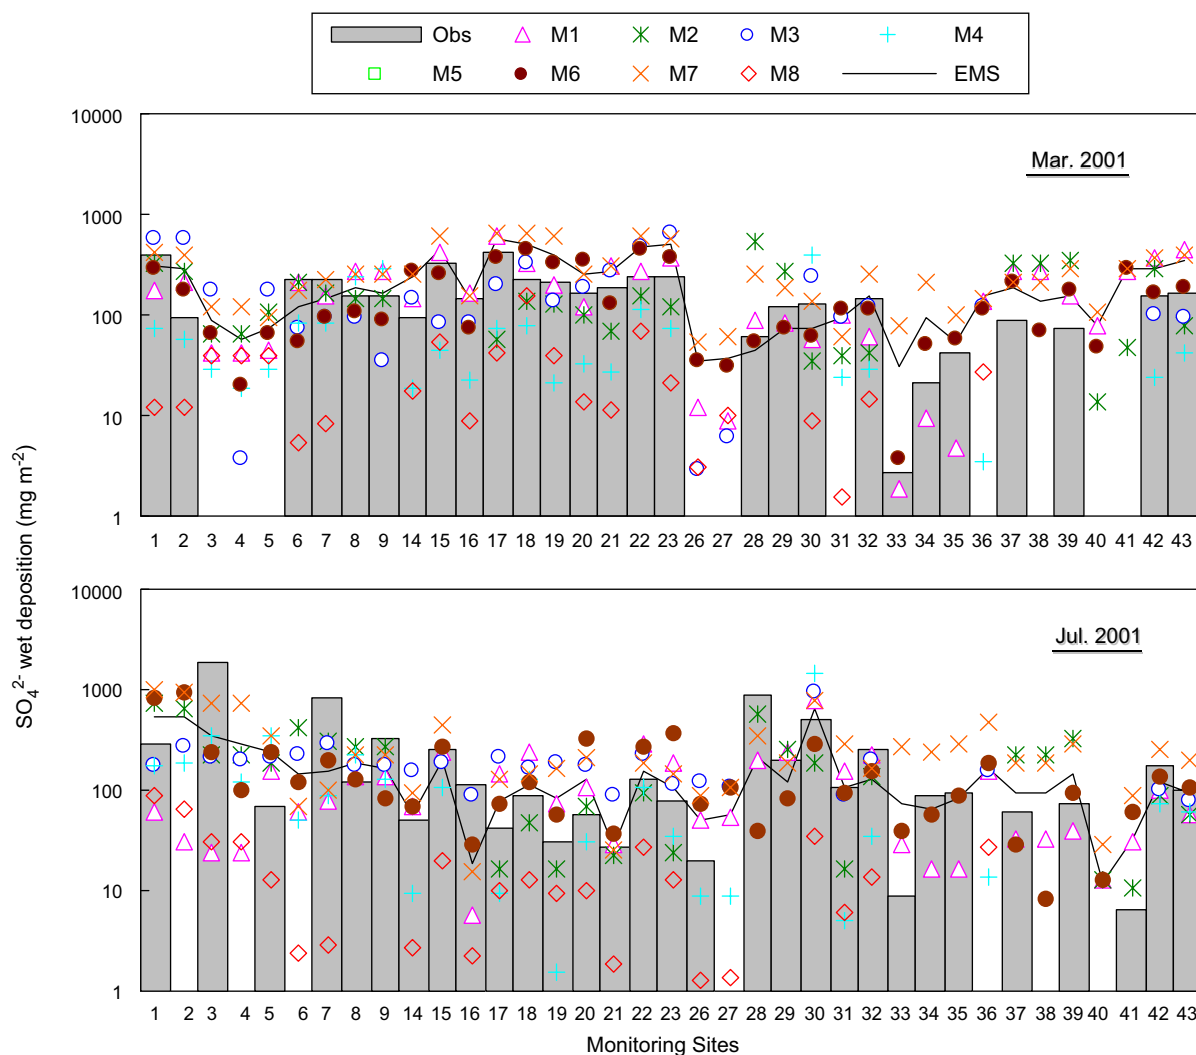 Obs M1 M2 M3 M4
M5 M6 M7 M8 EMS
10000
1000
100
10
1
Mar. 2001
1 2 3 4 5 6 7 8 9 14 15 16 17 18 19 20 21 22 23 26 27 28 29 30 31 32 33 34 35 36 37 38 39 40 41 42 43
SO₄²⁻ wet deposition (mg m⁻²)
10000
1000
100
10
1
Jul. 2001
1 2 3 4 5 6 7 8 9 14 15 16 17 18 19 20 21 22 23 26 27 28 29 30 31 32 33 34 35 36 37 38 39 40 41 42 43
Monitoring Sites